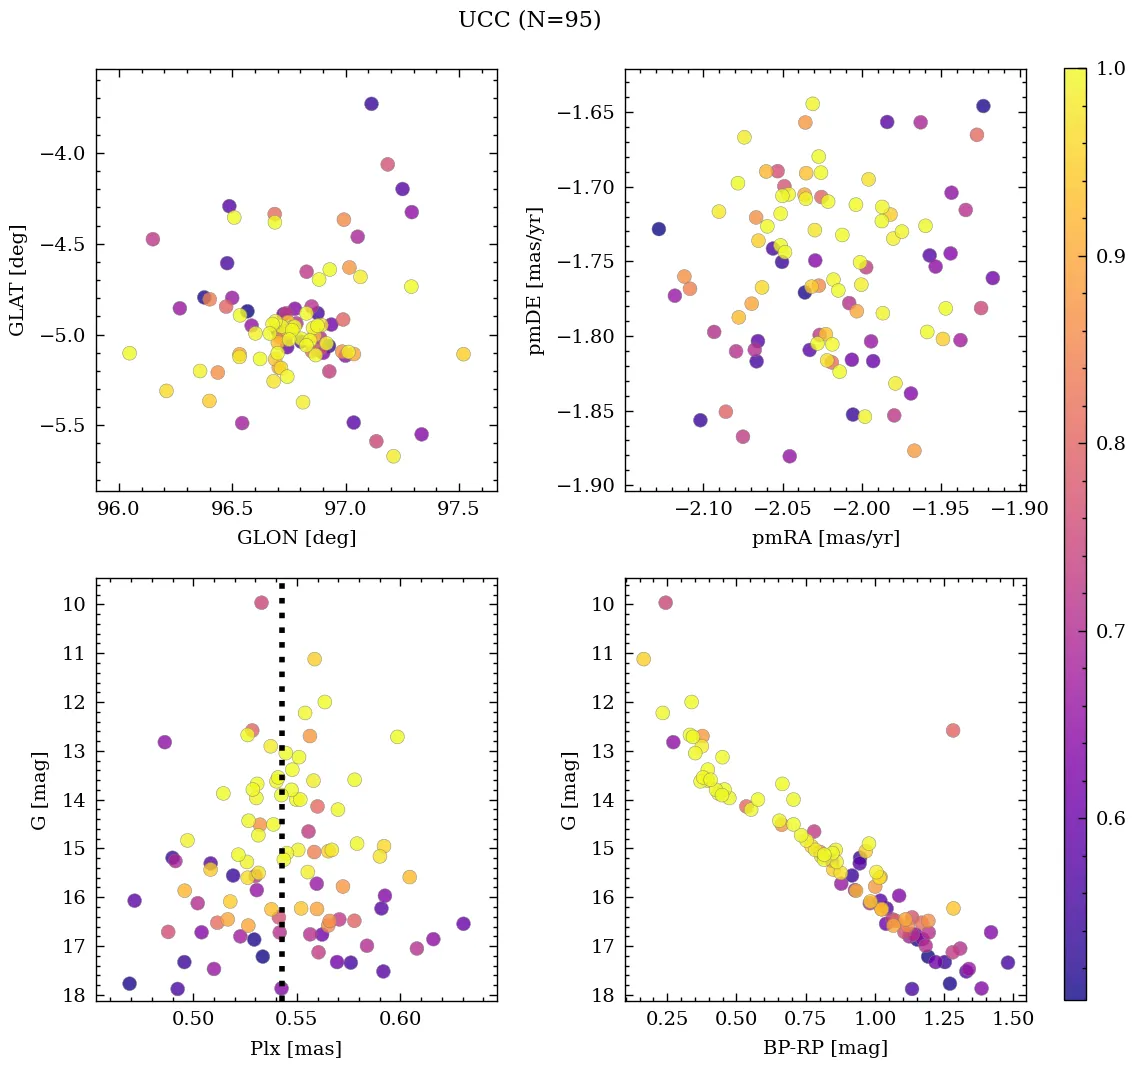 UCC (N=95)
−4.0
−4.5
−5.0
−5.5
GLAT [deg]
96.0 96.5 97.0 97.5
GLON [deg]
−1.65
−1.70
−1.75
−1.80
−1.85
−1.90
pmDE [mas/yr]
−2.10 −2.05 −2.00 −1.95 −1.90
pmRA [mas/yr]
1.0
0.9
0.8
0.7
0.6
10
11
12
13
14
15
16
17
18
G [mag]
0.50 0.55 0.60
Plx [mas]
10
11
12
13
14
15
16
17
18
G [mag]
0.25 0.50 0.75 1.00 1.25 1.50
BP-RP [mag]